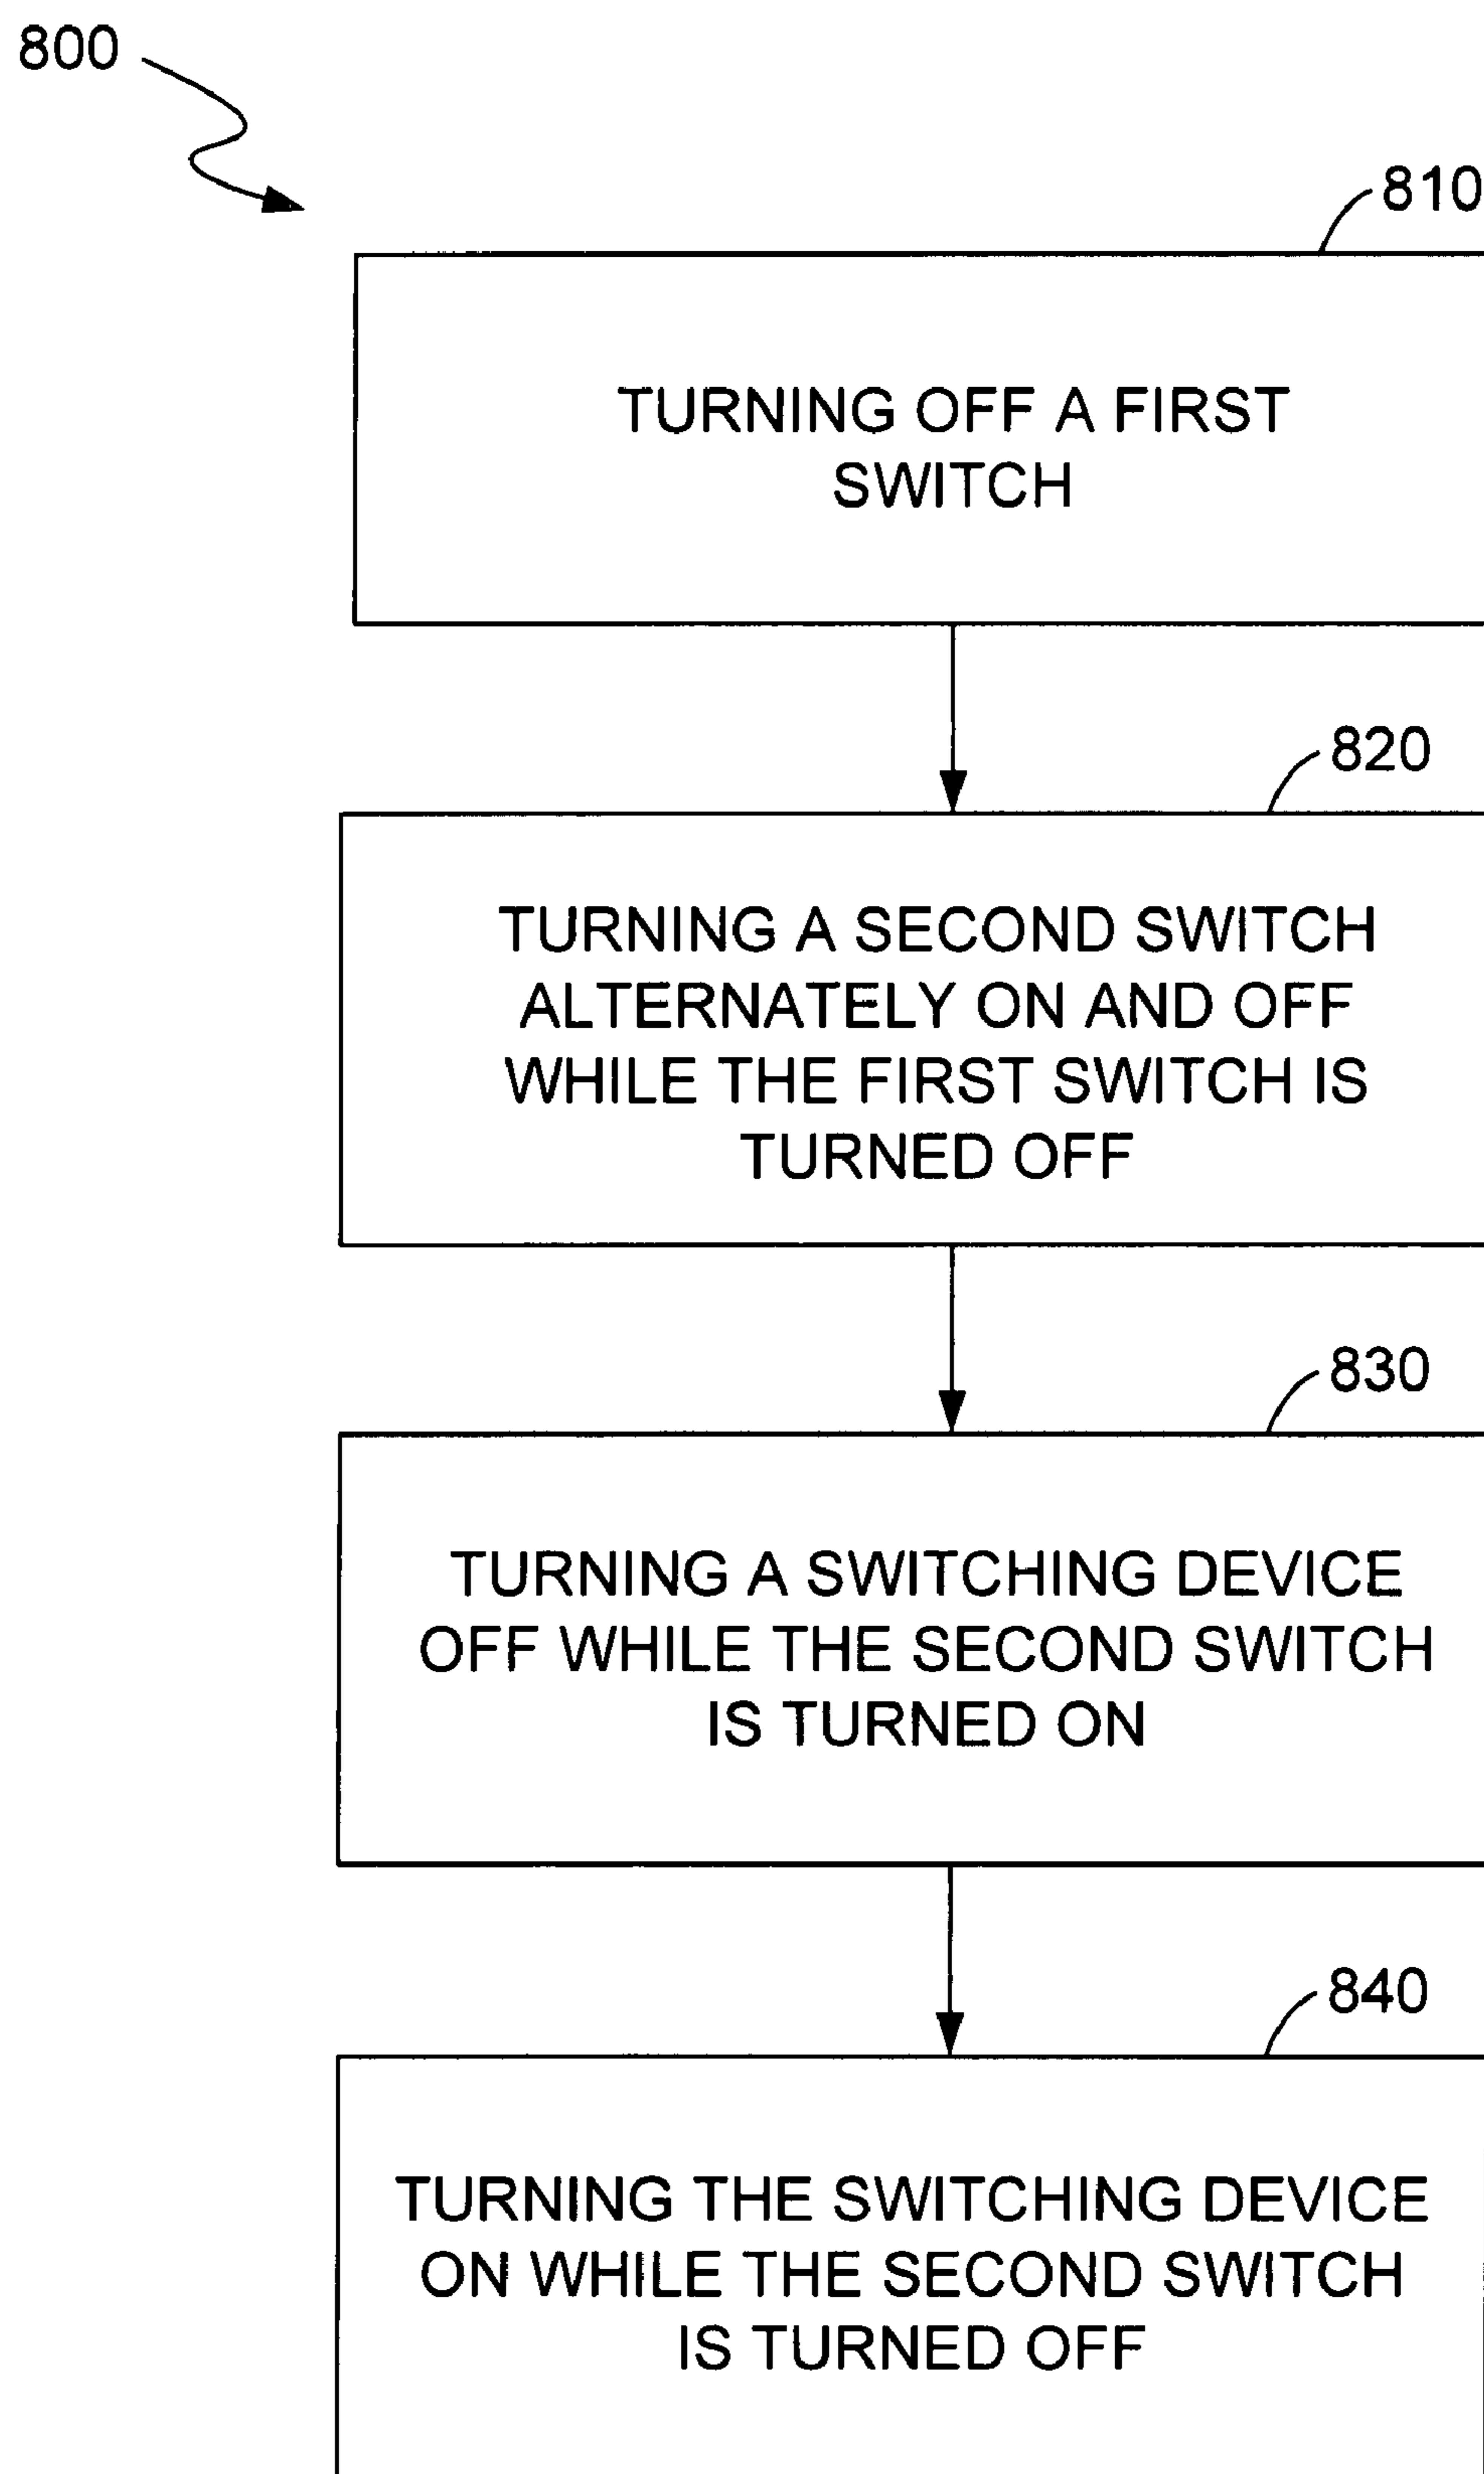 800
810
TURNING OFF A FIRST
SWITCH
820
TURNING A SECOND SWITCH
ALTERNATELY ON AND OFF
WHILE THE FIRST SWITCH IS
TURNED OFF
830
TURNING A SWITCHING DEVICE
OFF WHILE THE SECOND SWITCH
IS TURNED ON
840
TURNING THE SWITCHING DEVICE
ON WHILE THE SECOND SWITCH
IS TURNED OFF